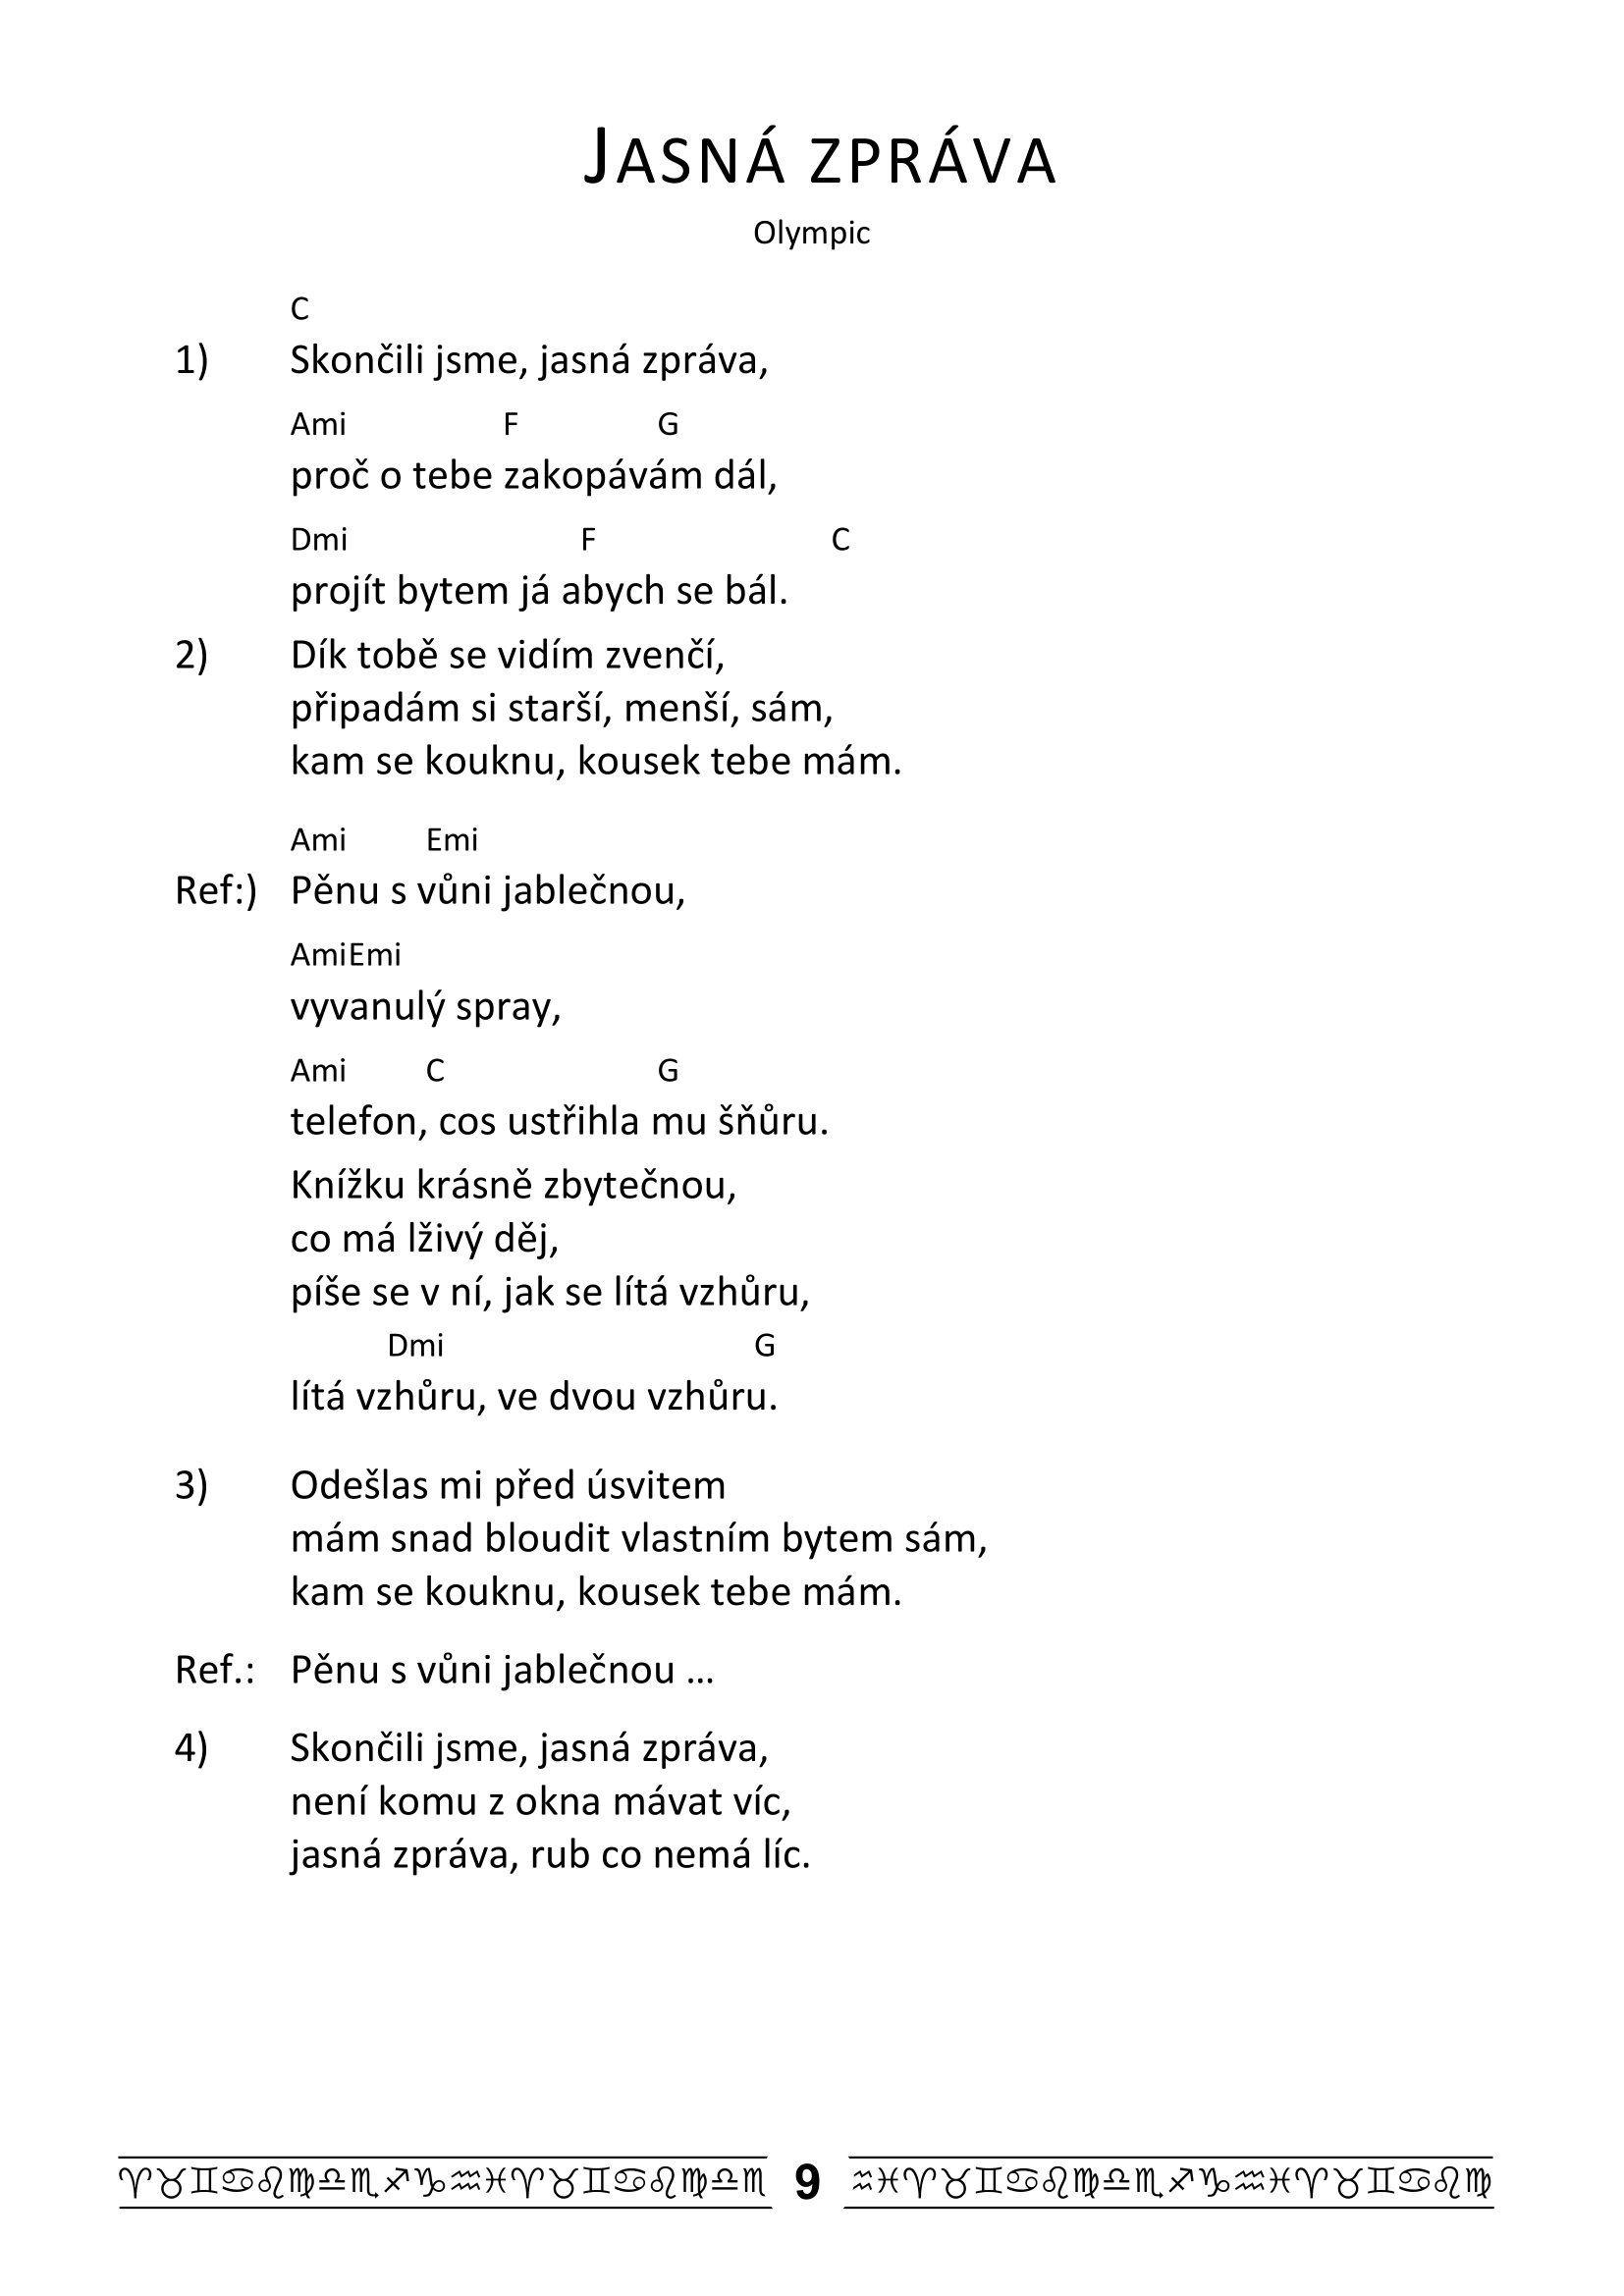 JASNÁ ZPRÁVA
Olympic
C
1) Skončili jsme, jasná zpráva,
Ami F G
proč o tebe zakopávám dál,
Dmi F C
projít bytem já abych se bál.
2) Dík tobě se vidím zvenčí,
připadám si starší, menší, sám,
kam se kouknu, kousek tebe mám.
Ami Emi
Ref:) Pěnu s vůni jablečnou,
AmiEmi
vyvanulý spray,
Ami C G
telefon, cos ustřihla mu šňůru.
Knížku krásně zbytečnou,
co má lživý děj,
píše se v ní, jak se lítá vzhůru,
Dmi G
lítá vzhůru, ve dvou vzhůru.
3) Odešlas mi před úsvitem
mám snad bloudit vlastním bytem sám,
kam se kouknu, kousek tebe mám.
Ref.: Pěnu s vůni jablečnou ...
4) Skončili jsme, jasná zpráva,
není komu z okna mávat víc,
jasná zpráva, rub co nemá líc.
♈♉♊♋♌♍♎♏♐♑♒♓♈♉♊♋♌♍♎♏ 9 ♒♓♈♉♊♋♌♍♎♏♐♑♒♓♈♉♊♋♌♍